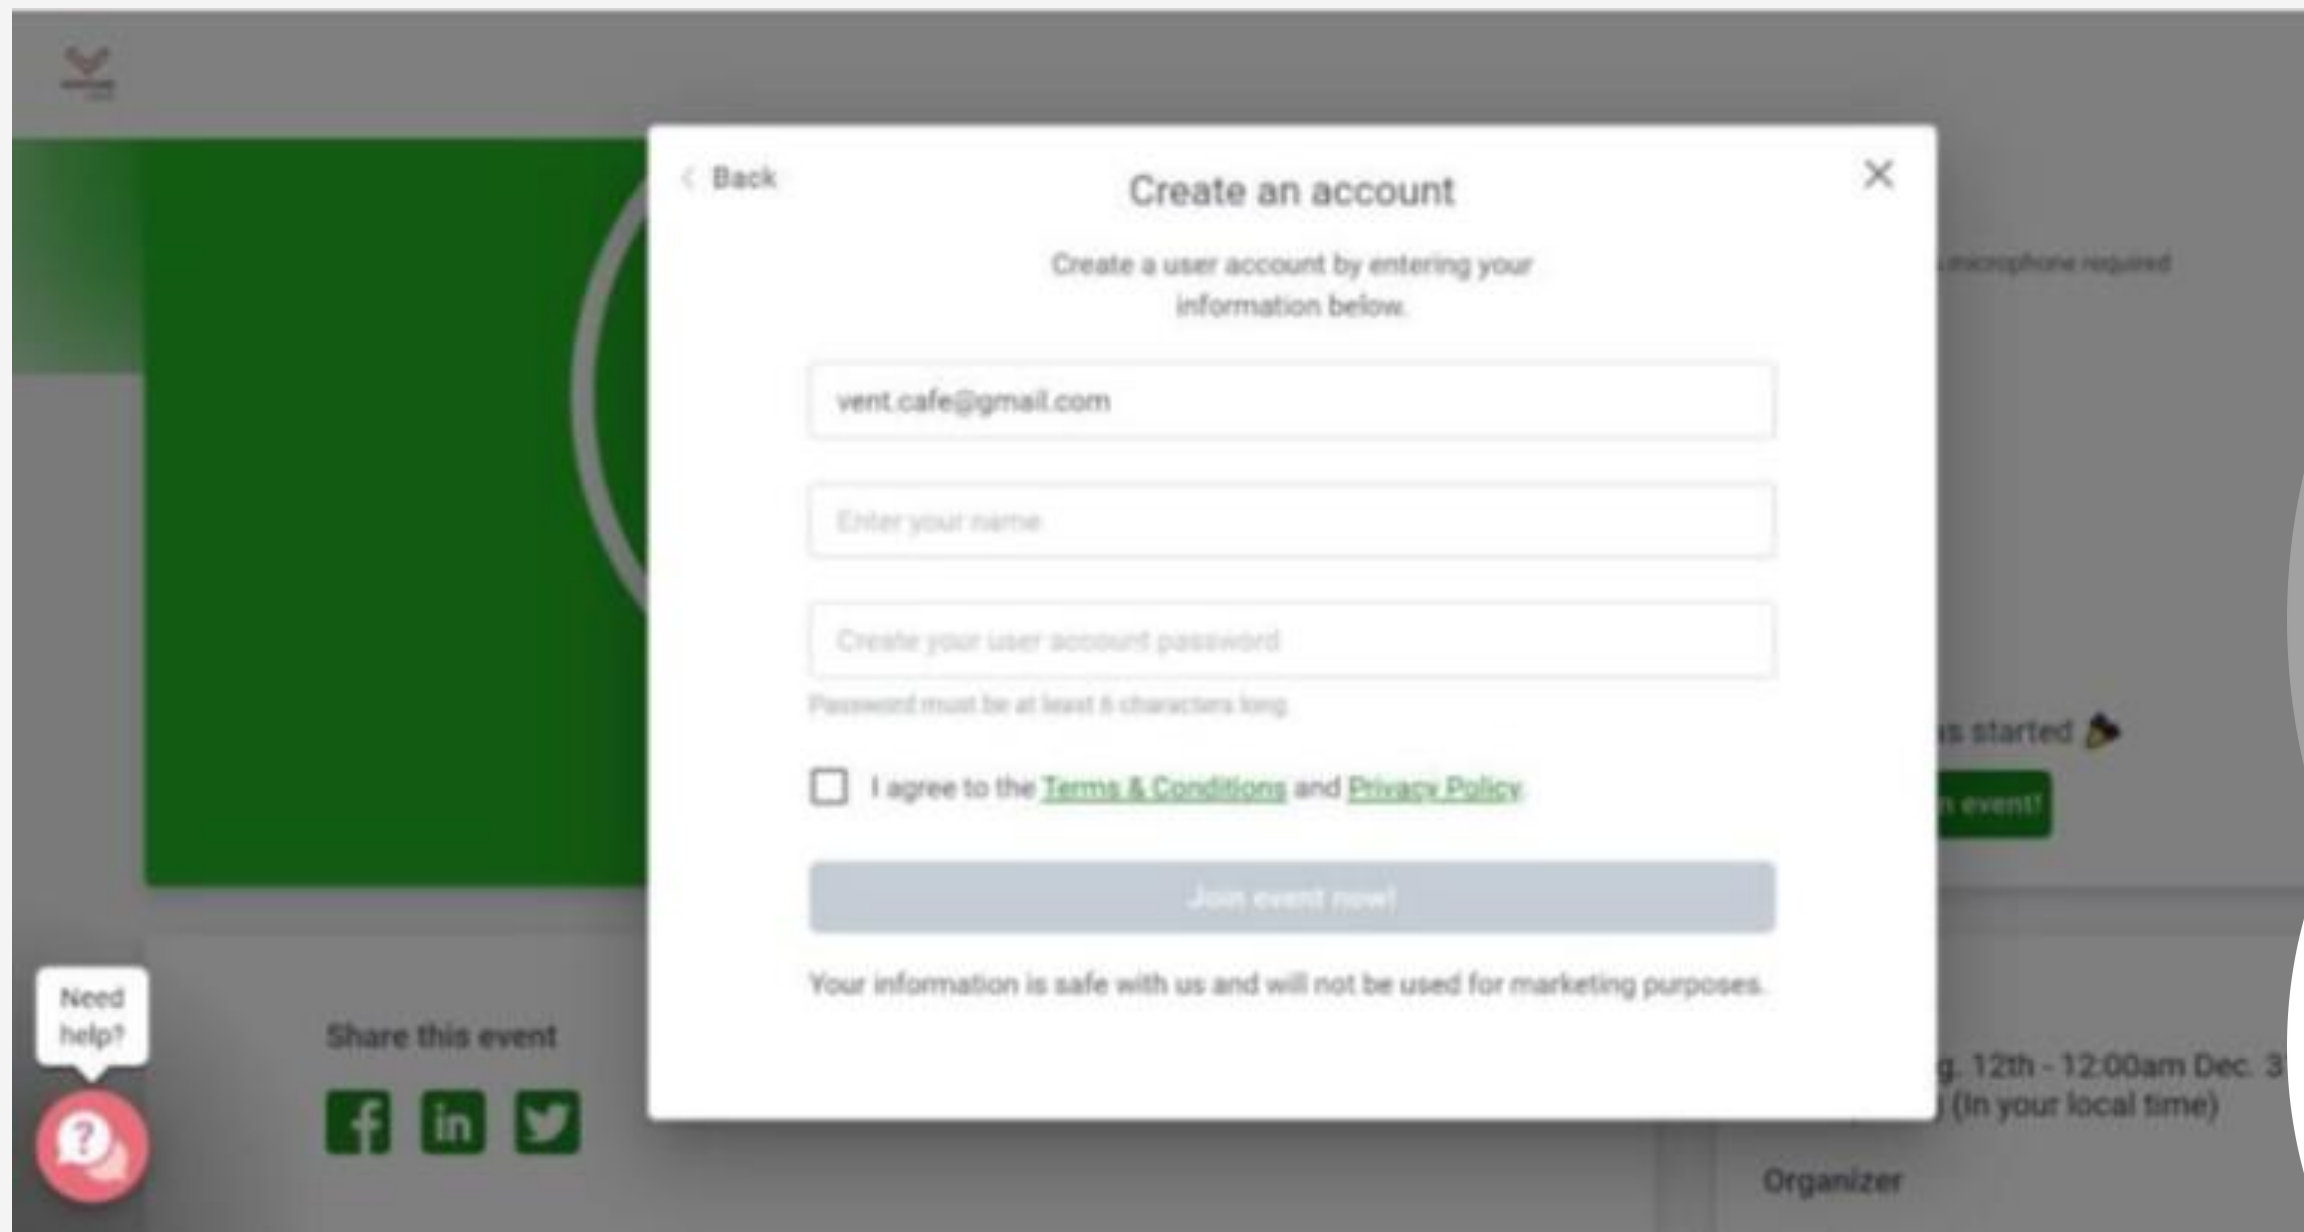 Back
Create an account
Create a user account by entering your
information below.
microphone required
vent.cafe@gmail.com
Enter your name
Create your user account password
Password must be at least 6 characters long.
started
I agree to the Terms & Conditions and Privacy Policy.
event!
Join event now!
Your information is safe with us and will not be used for marketing purposes.
Need
help?
Share this event
12th - 12:00am Dec. 3
(In your local time)
Organizer